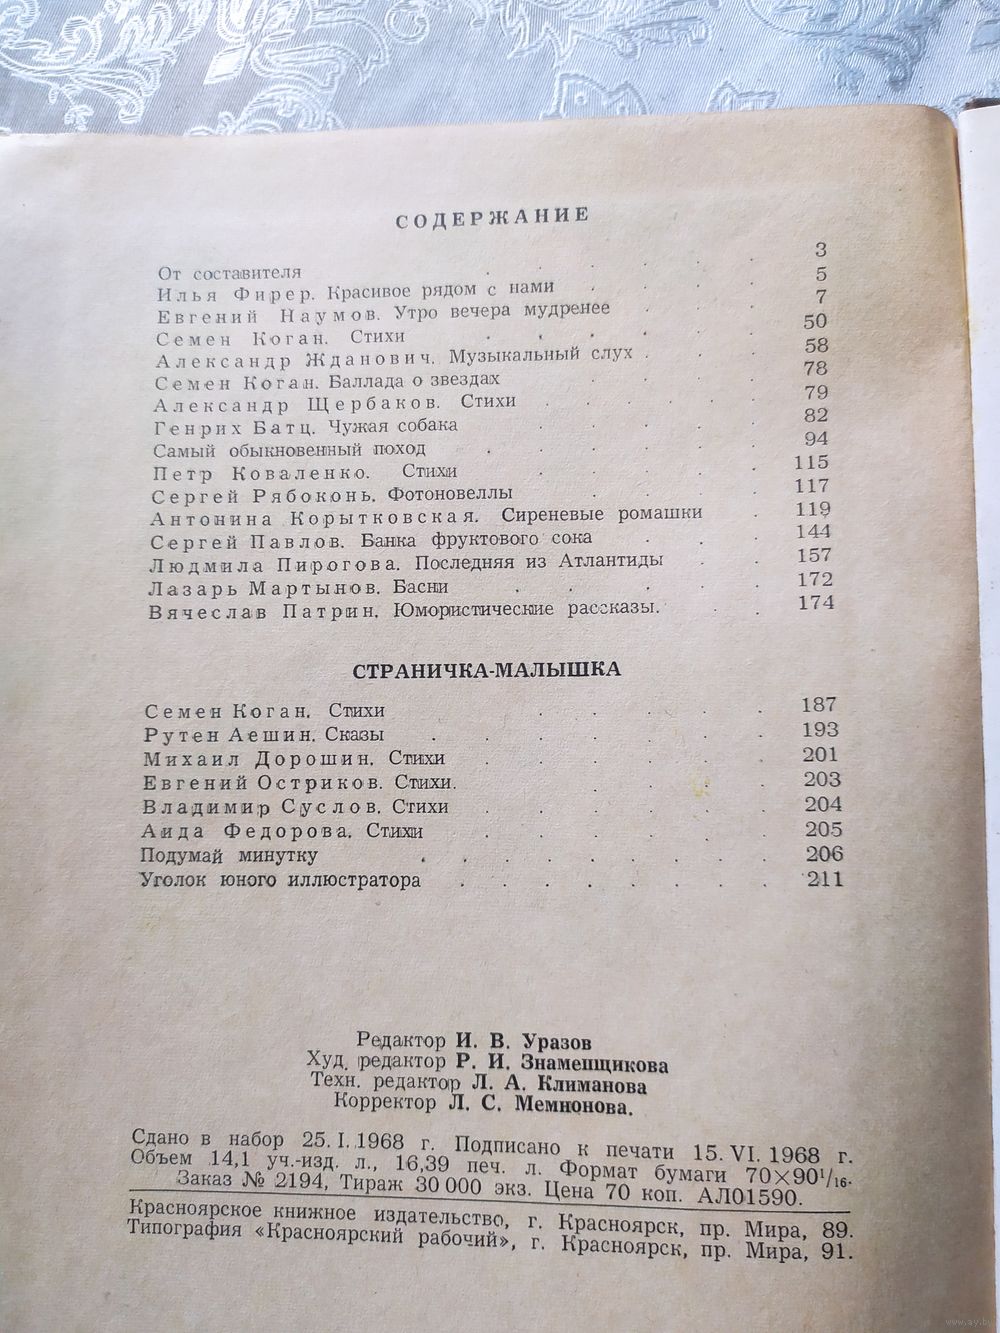 СОДЕРЖАНИЕ
От составителя . . . . . 3
Илья Фирер. Красивое рядом с нами . . . . 5
Евгений Наумов. Утро вечера мудренее . . . 7
Семен Коган. Стихи . . . . . 50
Александр Жданович. Музыкальный слух . . . 58
Семен Коган. Баллада о звездах . . . . 78
Александр Щербаков. Стихи . . . . . 79
Генрих Батц. Чужая собака . . . . . 82
Самый обыкновенный поход . . . . . . 94
Петр Коваленко. Стихи . . . . . 115
Сергей Рябоконь. Фотоновеллы . . . . 117
Антонина Корытковская. Сиреневые ромашки . 119
Сергей Павлов. Банка фруктового сока . . . 144
Людмила Пирогова. Последняя из Атлантиды . . 157
Лазарь Мартынов. Басни . . . . . 172
Вячеслав Патрин. Юмористические рассказы. . . 174
СТРАНИЧКА-МАЛЫШКА
Семен Коган. Стихи . . . . . 187
Рутен Аешин. Сказы . . . . . . . 193
Михаил Дорошин. Стихи . . . . . . 201
Евгений Остриков. Стихи. . . . . 203
Владимир Суслов. Стихи . . . . . . 204
Аида Федорова. Стихи . . . . . . 205
Подумай минутку . . . . . . . . . 206
Уголок юного иллюстратора . . . . . . . . 211
Редактор И. В. Уразов
Худ. редактор Р. И. Знаменщикова
Техн. редактор Л. А. Климанова
Корректор Л. С. Мемнонова.
Сдано в набор 25. I. 1968 г. Подписано к печати 15. VI. 1968 г.
Объем 14,1 уч.-изд. л., 16,39 печ. л. Формат бумаги 70×90 1/16.
Заказ № 2194, Тираж 30 000 экз. Цена 70 коп. АЛ01590.
Красноярское книжное издательство, г. Красноярск, пр. Мира, 89.
Типография «Красноярский рабочий», г. Красноярск, пр. Мира, 91.
www.ay.by